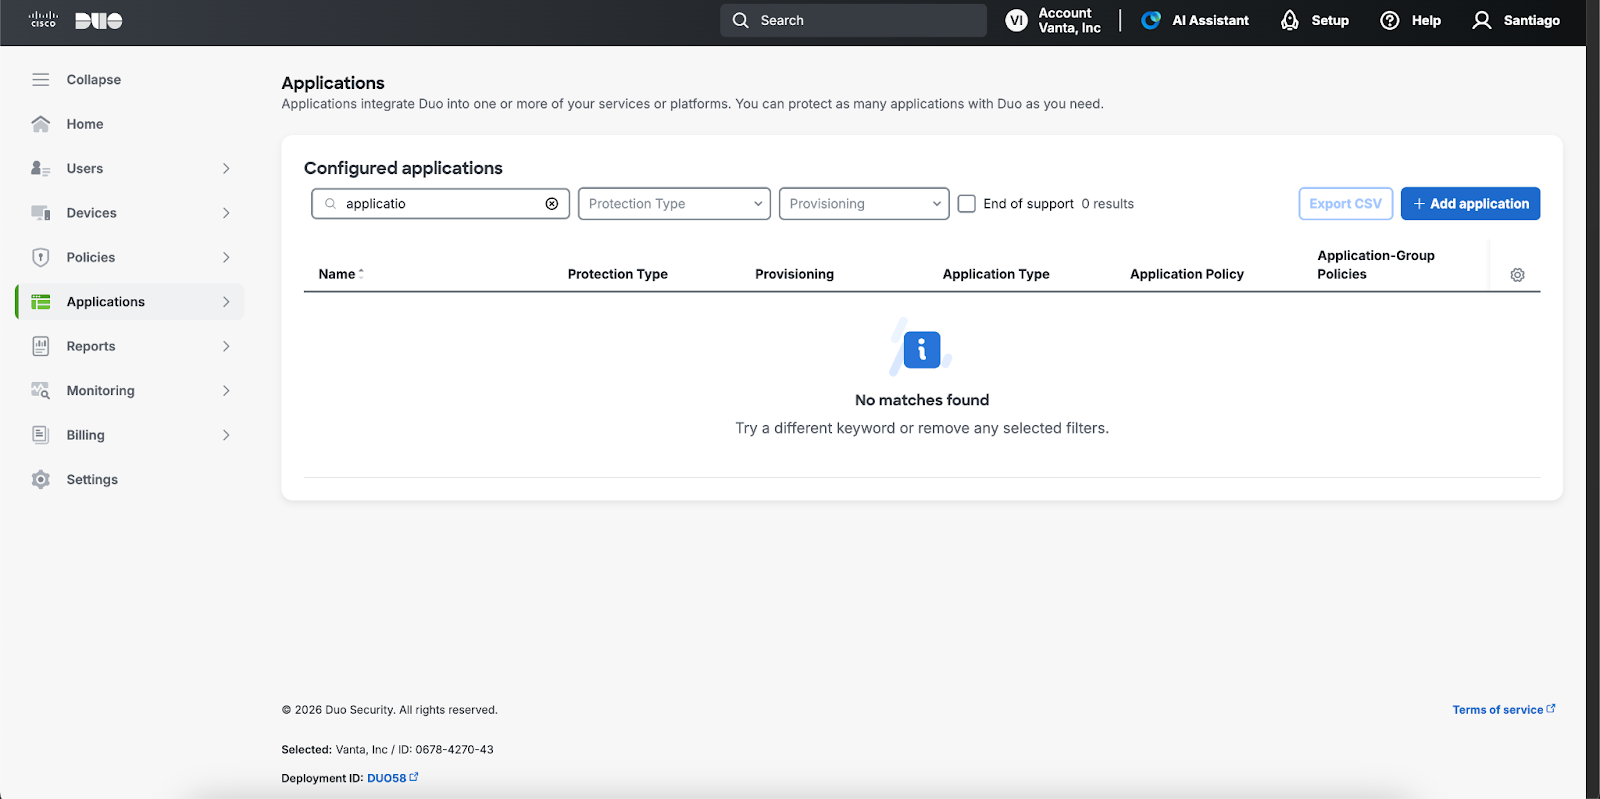 cisco DUO
Search
VI
Account
Vanta, Inc
AI Assistant
Setup
Help
Santiago
Collapse
Home
Users
Devices
Policies
Applications
Reports
Monitoring
Billing
Settings
Applications
Applications integrate Duo into one or more of your services or platforms. You can protect as many applications with Duo as you need.
Configured applications
applicatio
Protection Type
Provisioning
End of support 0 results
Export CSV
+ Add application
Name
Protection Type
Provisioning
Application Type
Application Policy
Application-Group
Policies
No matches found
Try a different keyword or remove any selected filters.
© 2026 Duo Security. All rights reserved.
Terms of service
Selected: Vanta, Inc / ID: 0678-4270-43
Deployment ID: DUO58